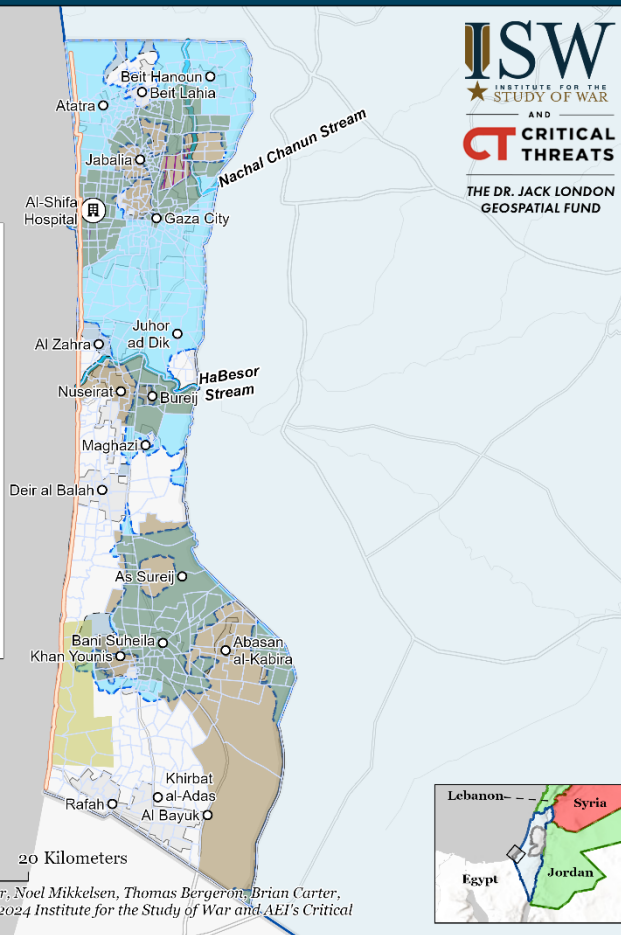 ISW
INSTITUTE FOR THE
STUDY OF WAR
AND
CT CRITICAL
THREATS
THE DR. JACK LONDON
GEOSPATIAL FUND
Beit Hanoun
Beit Lahia
Atatra
Nachal Chanun Stream
Jabalia
Al-Shifa
Hospital
Gaza City
Juhor
ad Dik
Al Zahra
HaBesor
Stream
Nuseirat
Bureij
Maghazi
Deir al Balah
As Sureij
Bani Suheila
Khan Younis
Abasan
al-Kabira
Khirbat
al-Adas
Rafah
Al Bayuk
Lebanon
Syria
Egypt
Jordan
20 Kilometers
r, Noel Mikkelsen, Thomas Bergeron, Brian Carter,
2024 Institute for the Study of War and AEI's Critical